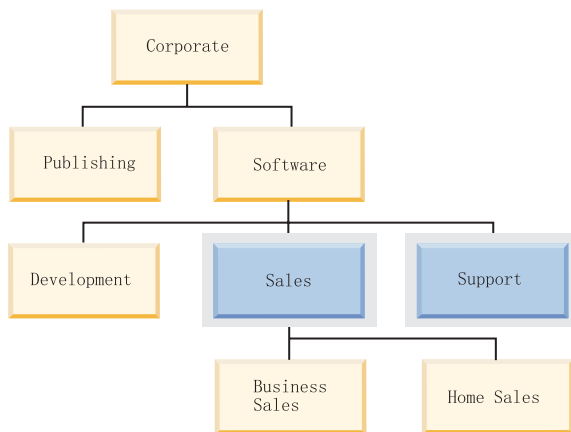 Corporate
Publishing
Software
Development
Sales
Support
Business
Sales
Home Sales